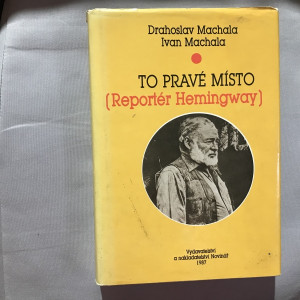 Drahoslav Machala
Ivan Machala
TO PRAVÉ MÍSTO
(Reportér Hemingway)
Vydavatelství
a nakladatelství Novinář
1987